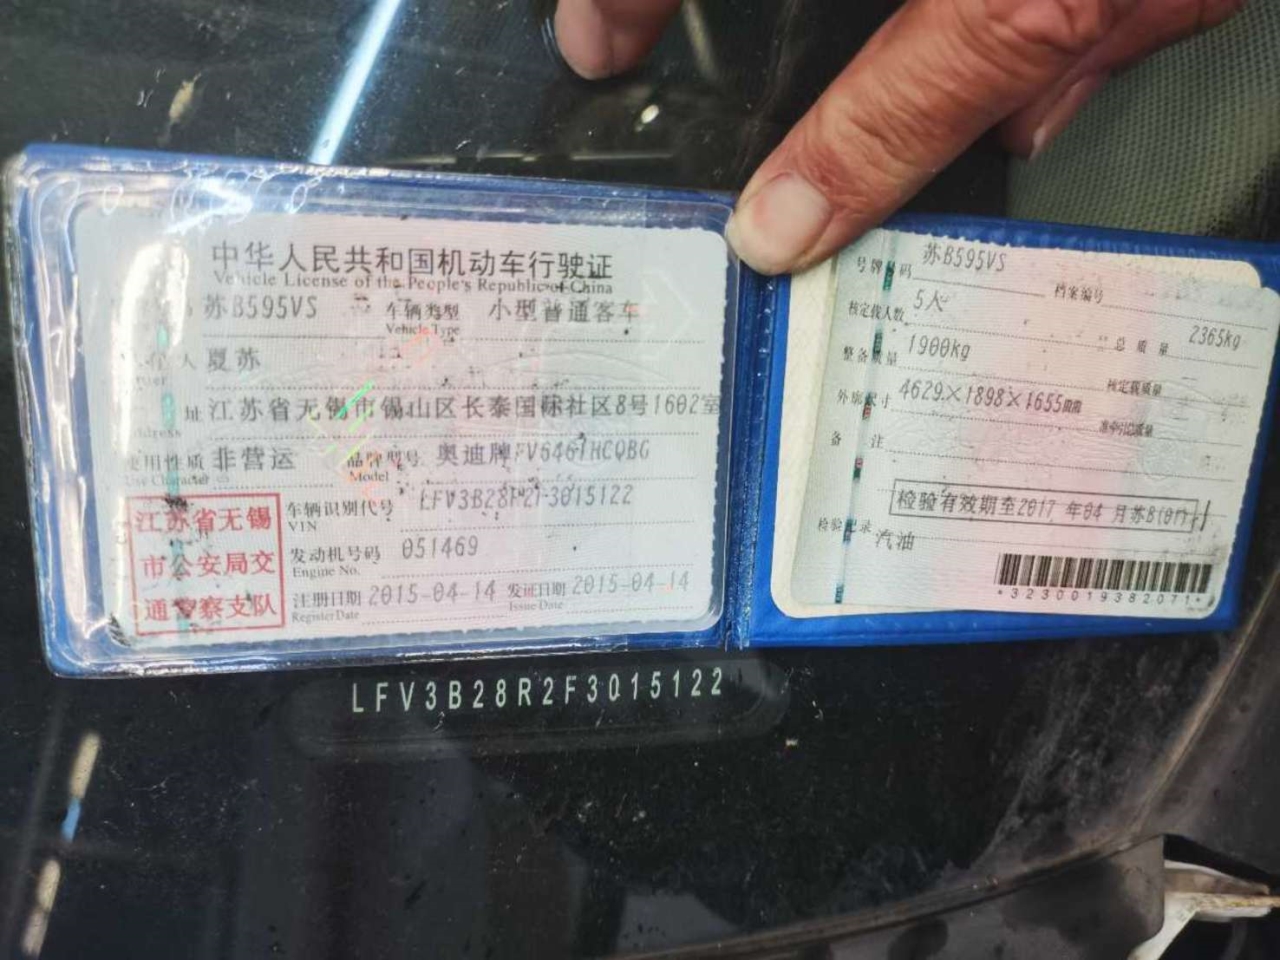 中华人民共和国机动车行驶证
Vehicle License of the People's Republic of China
苏B595VS 车辆类型 小型普通客车
Vehicle Type
人 夏苏
址 江苏省无锡市锡山区长泰国际社区8号1602室
Address
使用性质 非营运 品牌型号 奥迪牌FV6461HCQBG
Use Character Model
江苏省无锡
市公安局交
通警察支队
车辆识别代号 LFV3B28R2F3015122
VIN
发动机号码 051469
Engine No.
注册日期 2015-04-14 发证日期 2015-04-14
Register Date Issue Date
号牌号码 苏B595VS 档案编号
核定载人数 5人 总质量 2365kg
整备质量 1900kg 核定载质量
外廓尺寸 4629×1898×1655mm 准牵引总质量
备注
检验有效期至2017年04月苏B(01)
检验记录 汽油
*3230019382071*
LFV3B28R2F3015122